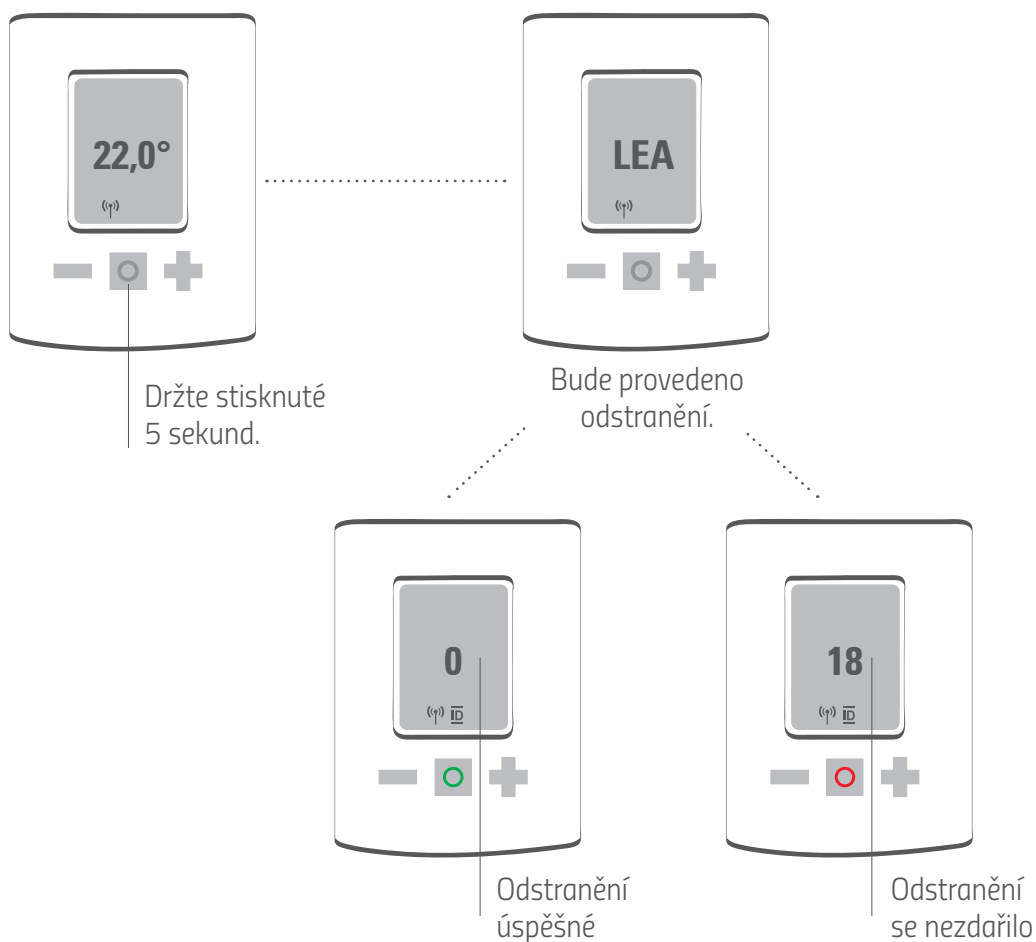 22,0°
LEA
Držte stisknuté
5 sekund.
Bude provedeno
odstranění.
0
ID
18
ID
Odstranění
úspěšné
Odstranění
se nezdařilo